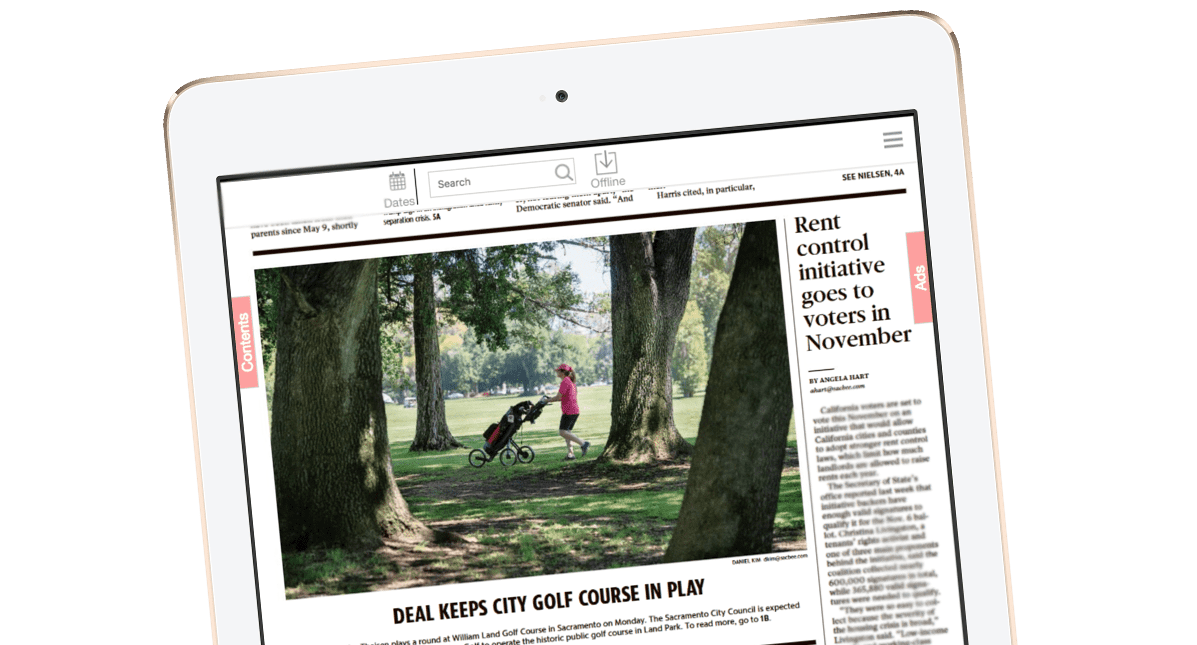 Dates
Search
Offline
SEE NIELSEN, 4A
parents since May 9, shortly
separation crisis. 5A
Democratic senator said. "And
Harris cited, in particular,
Contents
Ads
Rent
control
initiative
goes to
voters in
November
BY ANGELA HART
ahart@sacbee.com
California voters are set to
vote this November on an
initiative that would allow
California cities and counties
to adopt stronger rent control
laws, which limit how much
landlords are allowed to raise
rents each year.
The Secretary of State's
office reported last week that
initiative backers have
enough valid signatures to
qualify it for the Nov. 6 bal-
lot. Christina Livingston, a
tenants' rights activist and
one of three main proponents
behind the initiative, said the
coalition collected nearly
600,000 signatures in total,
while 365,880 valid signa-
tures were needed to qualify.
"They were so easy to col-
lect because the severity of
the housing crisis is broad,"
Livingston said. "Low-income
DANIEL KIM dkim@sacbee.com
DEAL KEEPS CITY GOLF COURSE IN PLAY
plays a round at William Land Golf Course in Sacramento on Monday. The Sacramento City Council is expected
Golf to operate the historic public golf course in Land Park. To read more, go to 1B.